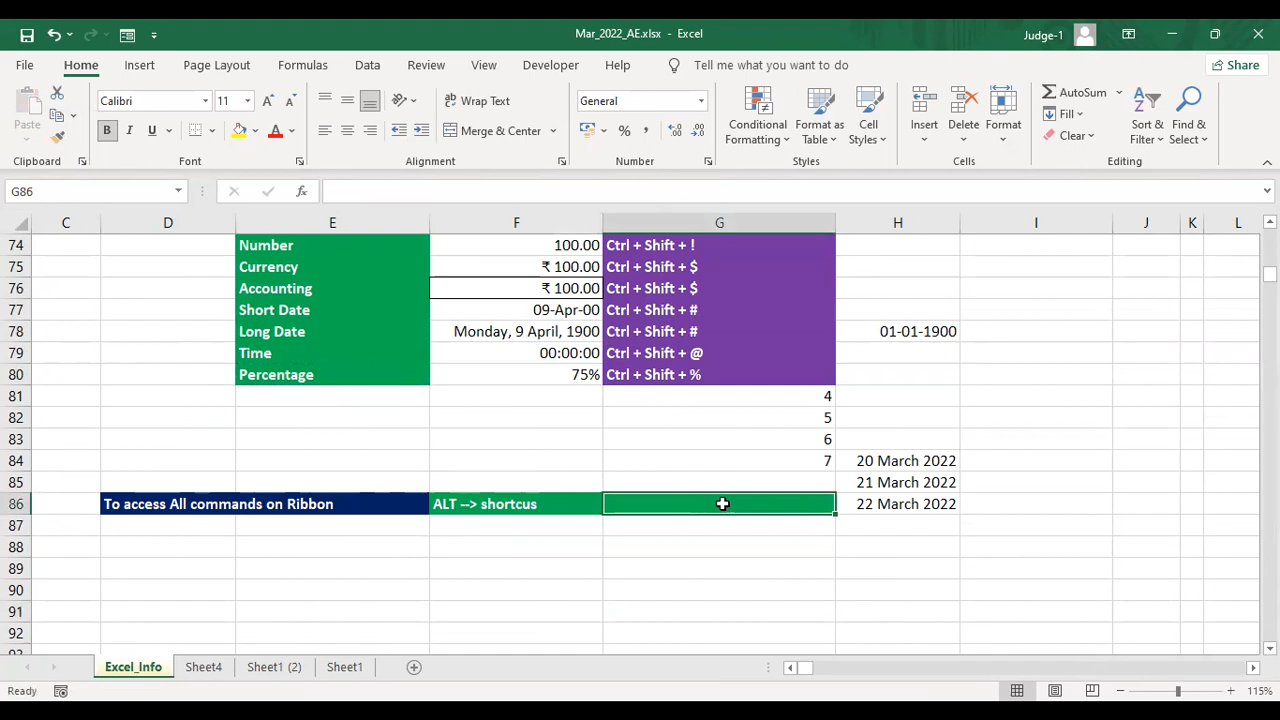 Mar_2022_AE.xlsx - Excel
Judge-1
File Home Insert Page Layout Formulas Data Review View Developer Help Tell me what you want to do Share
Paste
Calibri 11
B I U
Wrap Text
Merge & Center
General
%
Conditional Formatting
Format as Table
Cell Styles
Insert
Delete
Format
AutoSum
Fill
Clear
Sort & Filter
Find & Select
Clipboard Font Alignment Number Styles Cells Editing
G86
fx
C D E F G H I J K L
74 Number 100.00 Ctrl + Shift + !
75 Currency ₹ 100.00 Ctrl + Shift + $
76 Accounting ₹ 100.00 Ctrl + Shift + $
77 Short Date 09-Apr-00 Ctrl + Shift + #
78 Long Date Monday, 9 April, 1900 Ctrl + Shift + # 01-01-1900
79 Time 00:00:00 Ctrl + Shift + @
80 Percentage 75% Ctrl + Shift + %
81 4
82 5
83 6
84 7 20 March 2022
85 21 March 2022
86 To access All commands on Ribbon ALT --> shortcus 22 March 2022
87
88
89
90
91
92
Excel_Info Sheet4 Sheet1 (2) Sheet1
Ready 115%